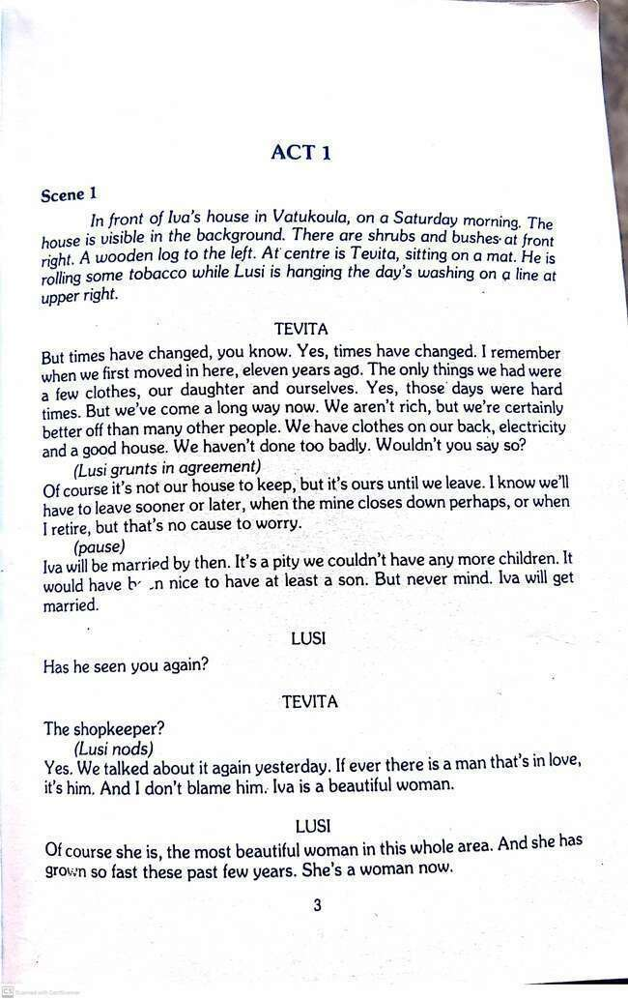 ACT 1
Scene 1
In front of Iva's house in Vatukoula, on a Saturday morning. The
house is visible in the background. There are shrubs and bushes at front
right. A wooden log to the left. At centre is Tevita, sitting on a mat. He is
rolling some tobacco while Lusi is hanging the day's washing on a line at
upper right.
TEVITA
But times have changed, you know. Yes, times have changed. I remember
when we first moved in here, eleven years ago. The only things we had were
a few clothes, our daughter and ourselves. Yes, those days were hard
times. But we've come a long way now. We aren't rich, but we're certainly
better off than many other people. We have clothes on our back, electricity
and a good house. We haven't done too badly. Wouldn't you say so?
(Lusi grunts in agreement)
Of course it's not our house to keep, but it's ours until we leave. I know we'll
have to leave sooner or later, when the mine closes down perhaps, or when
I retire, but that's no cause to worry.
(pause)
Iva will be married by then. It's a pity we couldn't have any more children. It
would have b n nice to have at least a son. But never mind. Iva will get
married.
LUSI
Has he seen you again?
TEVITA
The shopkeeper?
(Lusi nods)
Yes. We talked about it again yesterday. If ever there is a man that's in love,
it's him. And I don't blame him. Iva is a beautiful woman.
LUSI
Of course she is, the most beautiful woman in this whole area. And she has
grown so fast these past few years. She's a woman now.
3
CS Scanned with CamScanner